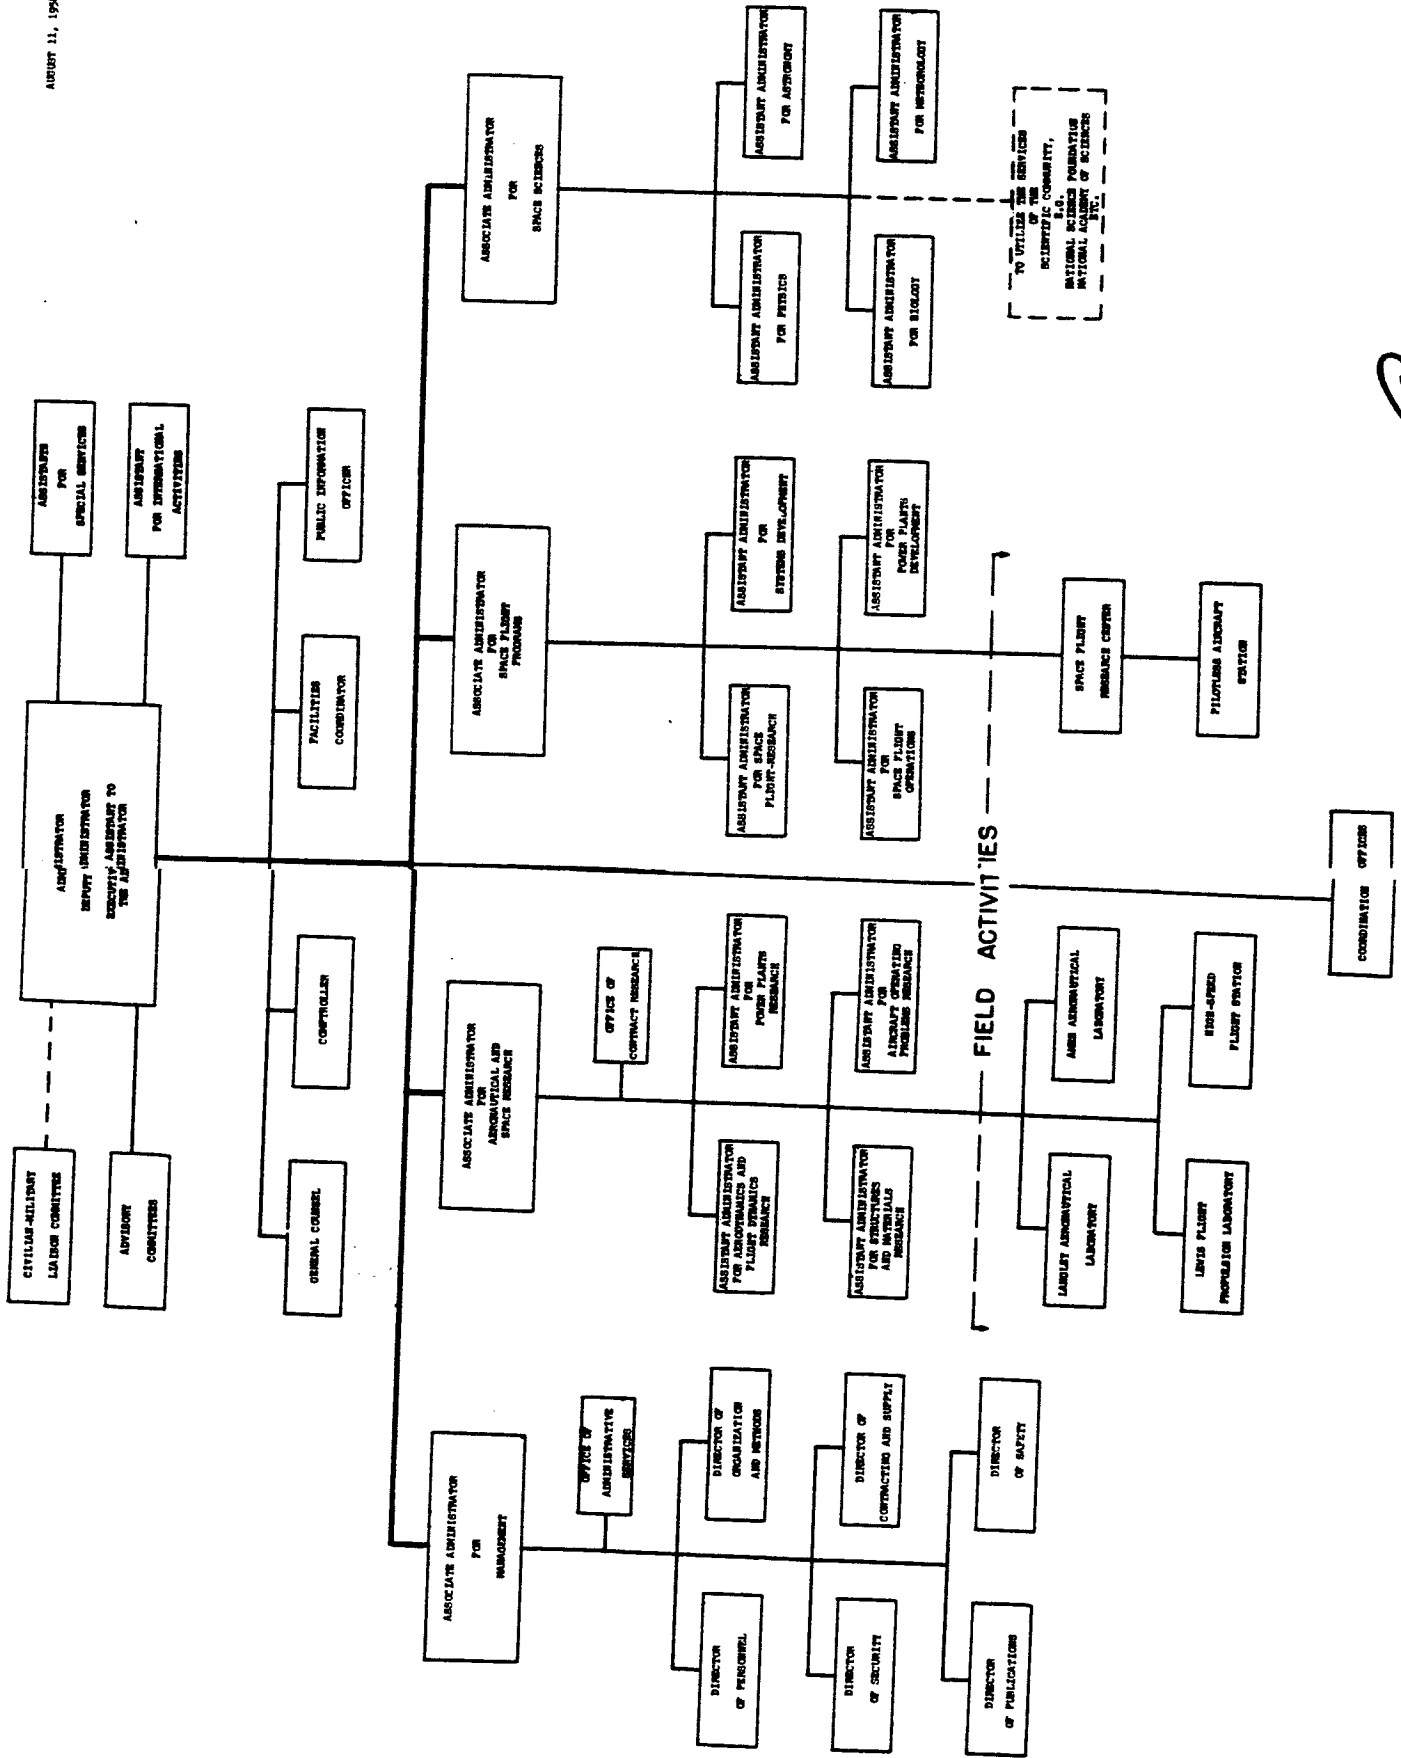 AUGUST 11, 195
ADMINISTRATOR
DEPUTY ADMINISTRATOR
EXECUTIVE ASSISTANT TO
THE ADMINISTRATOR
CIVILIAN-MILITARY
LIAISON COMMITTEE
ADVISORY
COMMITTEES
ASSISTANTS
FOR
SPECIAL SERVICES
ASSISTANT
FOR INTERNATIONAL
ACTIVITIES
GENERAL COUNSEL
COMPTROLLER
FACILITIES
COORDINATOR
PUBLIC INFORMATION
OFFICER
ASSOCIATE ADMINISTRATOR
FOR
MANAGEMENT
OFFICE OF
ADMINISTRATIVE
SERVICES
DIRECTOR
OF PERSONNEL
DIRECTOR OF
ORGANIZATION
AND METHODS
DIRECTOR
OF SECURITY
DIRECTOR OF
CONTRACTING AND SUPPLY
DIRECTOR
OF PUBLICATIONS
DIRECTOR
OF SAFETY
ASSOCIATE ADMINISTRATOR
FOR
AERONAUTICAL AND
SPACE RESEARCH
OFFICE OF
CONTRACT RESEARCH
ASSISTANT ADMINISTRATOR
FOR AERODYNAMICS AND
FLIGHT DYNAMICS
RESEARCH
ASSISTANT ADMINISTRATOR
FOR
POWER PLANTS
RESEARCH
ASSISTANT ADMINISTRATOR
FOR STRUCTURES
AND MATERIALS
RESEARCH
ASSISTANT ADMINISTRATOR
FOR
AIRCRAFT OPERATING
PROBLEMS RESEARCH
ASSOCIATE ADMINISTRATOR
FOR
SPACE FLIGHT
PROGRAMS
ASSISTANT ADMINISTRATOR
FOR SPACE
FLIGHT-RESEARCH
ASSISTANT ADMINISTRATOR
FOR
SYSTEMS DEVELOPMENT
ASSISTANT ADMINISTRATOR
FOR
SPACE FLIGHT
OPERATIONS
ASSISTANT ADMINISTRATOR
FOR
POWER PLANTS
DEVELOPMENT
ASSOCIATE ADMINISTRATOR
FOR
SPACE SCIENCES
ASSISTANT ADMINISTRATOR
FOR PHYSICS
ASSISTANT ADMINISTRATOR
FOR ASTRONOMY
ASSISTANT ADMINISTRATOR
FOR BIOLOGY
ASSISTANT ADMINISTRATOR
FOR METEOROLOGY
TO UTILIZE THE SERVICES
OF THE
SCIENTIFIC COMMUNITY,
E.G.
NATIONAL SCIENCE FOUNDATION
NATIONAL ACADEMY OF SCIENCES
ETC.
FIELD ACTIVITIES
LANGLEY AERONAUTICAL
LABORATORY
AMES AERONAUTICAL
LABORATORY
LEWIS FLIGHT
PROPULSION LABORATORY
HIGH-SPEED
FLIGHT STATION
SPACE FLIGHT
RESEARCH CENTER
PILOTLESS AIRCRAFT
STATION
COORDINATION OFFICES